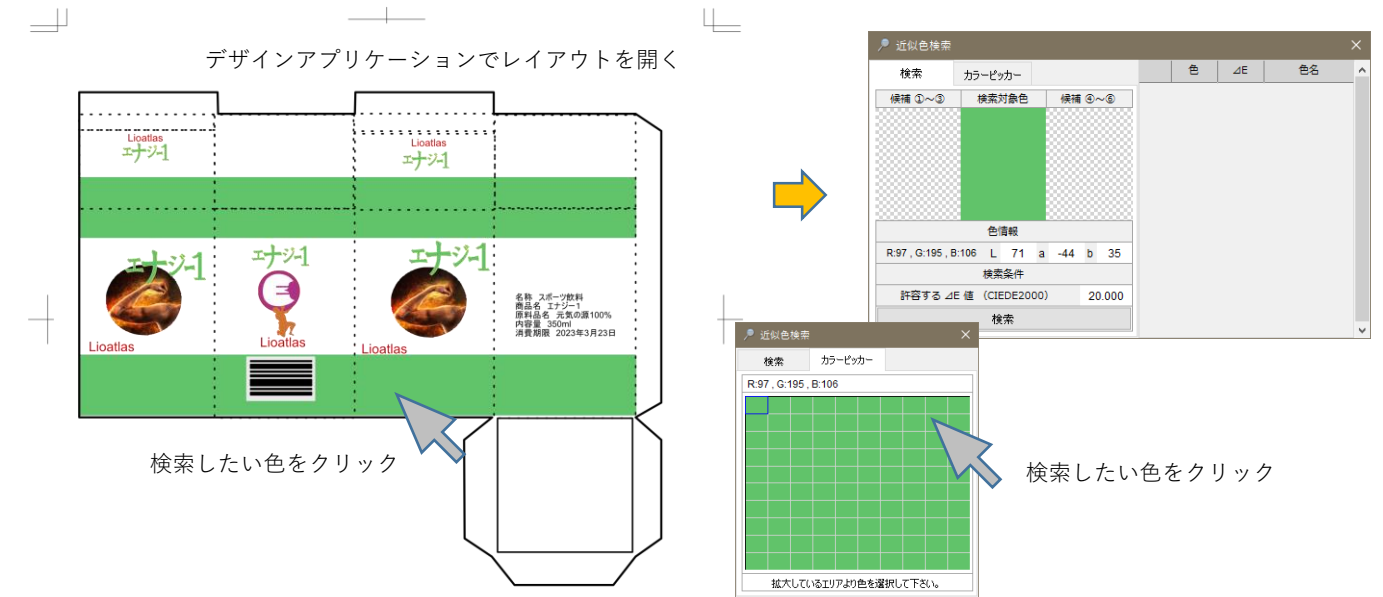 デザインアプリケーションでレイアウトを開く
Lioatlas
エナジー1
Lioatlas
エナジー1
エナジー1
Lioatlas
エナジー1
Lioatlas
エナジー1
Lioatlas
名称 スポーツ飲料
商品名 エナジー1
原料品名 元気の源100%
内容量 350ml
消費期限 2023年3月23日
検索したい色をクリック
近似色検索
検索 カラーピッカー
候補 ①~③ 検索対象色 候補 ④~⑥
色情報
R:97 , G:195 , B:106 L 71 a -44 b 35
検索条件
許容する ⊿E 値 (CIEDE2000) 20.000
検索
色 ⊿E 色名
近似色検索
検索 カラーピッカー
R:97 , G:195 , B:106
拡大しているエリアより色を選択して下さい。
検索したい色をクリック